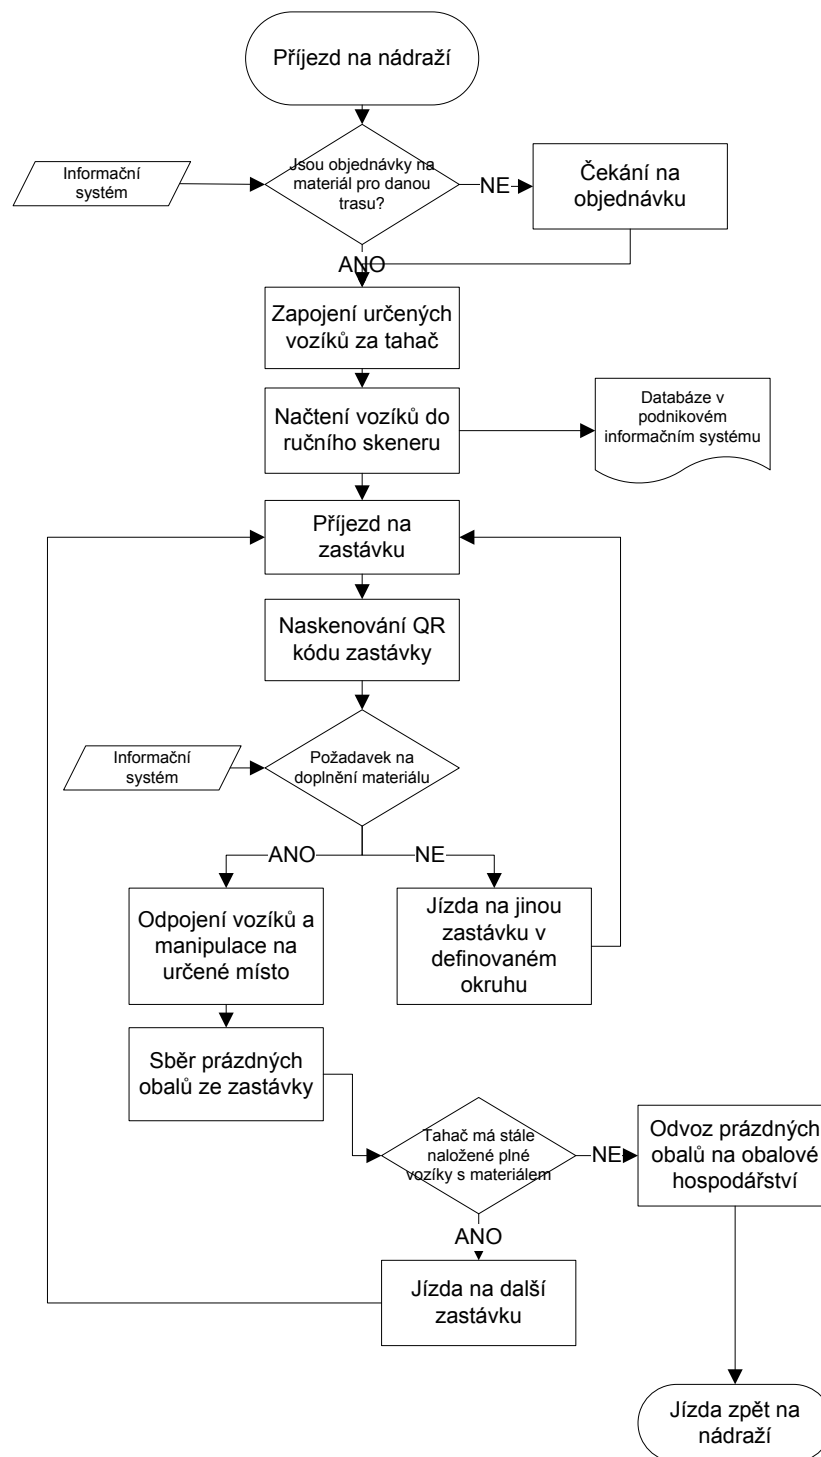 Příjezd na nádraží
Jsou objednávky na
materiál pro danou
trasu?
Informační
systém
NE
Čekání na
objednávku
ANO
Zapojení určených
vozíků za tahač
Načtení vozíků do
ručního skeneru
Databáze v
podnikovém
informačním systému
Příjezd na
zastávku
Naskenování QR
kódu zastávky
Informační
systém
Požadavek na
doplnění materiálu
ANO
NE
Odpojení vozíků a
manipulace na
určené místo
Jízda na jinou
zastávku v
definovaném
okruhu
Sběr prázdných
obalů ze zastávky
Tahač má stále
naložené plné
vozíky s materiálem
NE
Odvoz prázdných
obalů na obalové
hospodářství
ANO
Jízda na další
zastávku
Jízda zpět na
nádraží